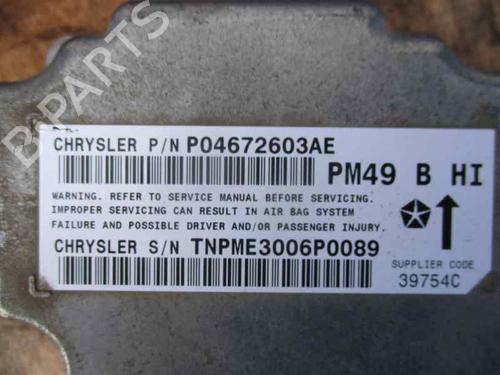 B-PARTS
CHRYSLER P/N P04672603AE
PM49 B HI
WARNING. REFER TO SERVICE MANUAL BEFORE SERVICING.
IMPROPER SERVICING CAN RESULT IN AIR BAG SYSTEM
FAILURE AND POSSIBLE DRIVER AND/OR PASSENGER INJURY.
CHRYSLER S/N TNPME3006P0089
SUPPLIER CODE
39754C